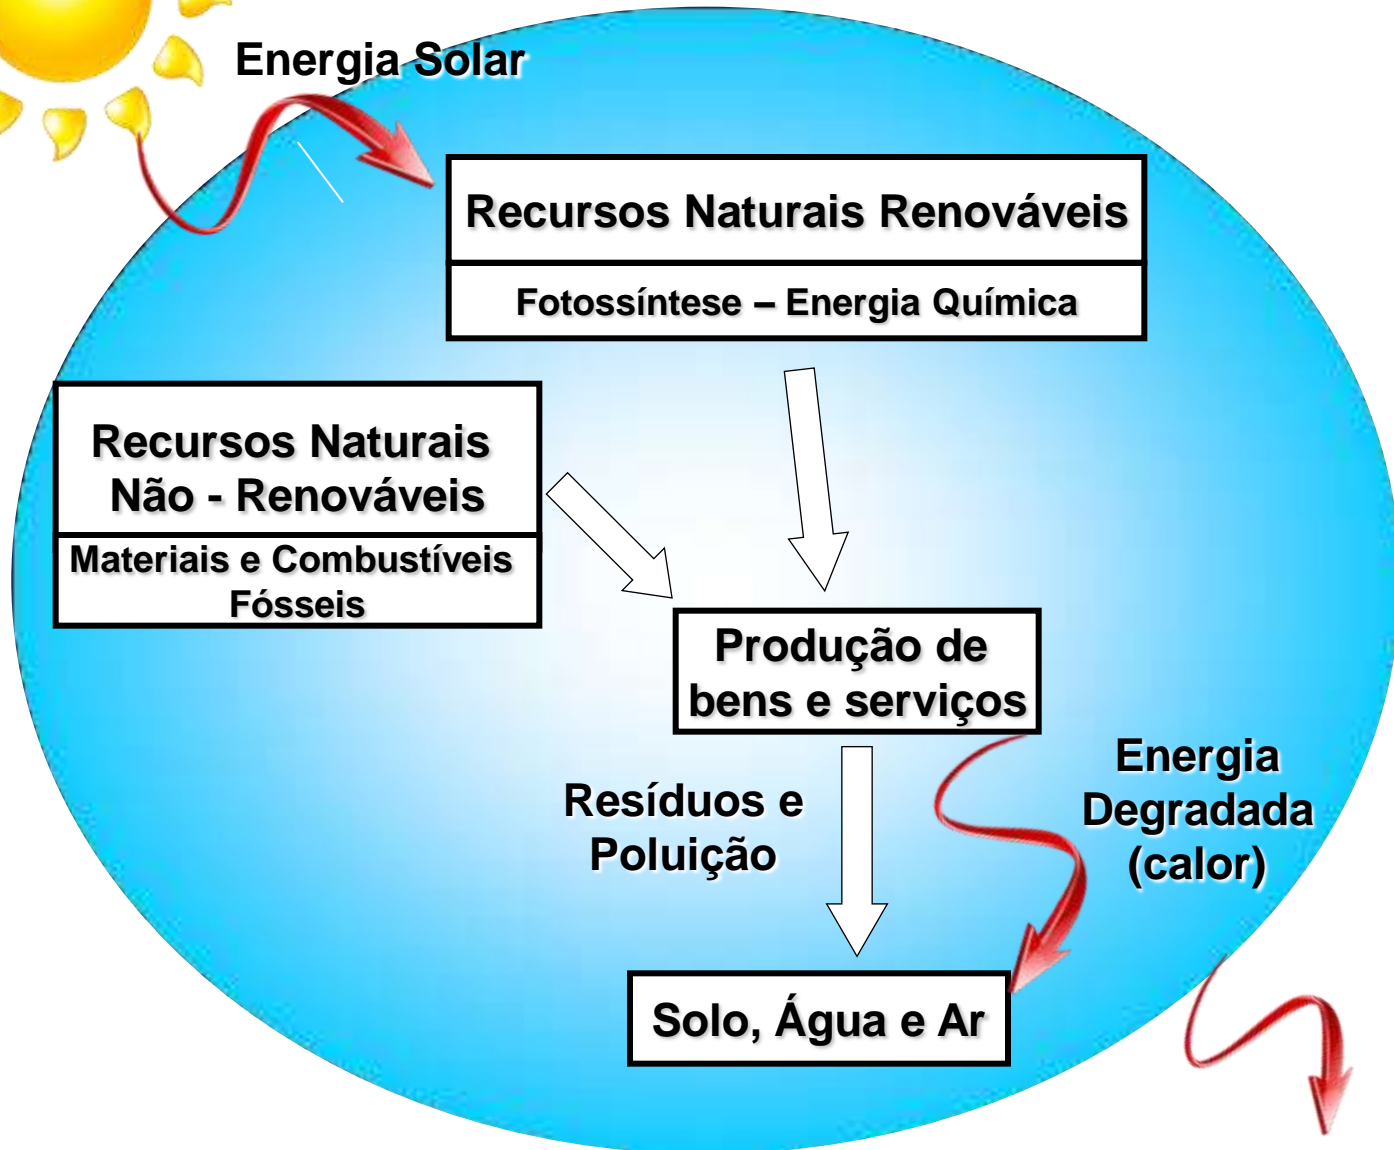 Energia Solar
Recursos Naturais Renováveis
Fotossíntese – Energia Química
Recursos Naturais
Não - Renováveis
Materiais e Combustíveis
Fósseis
Produção de
bens e serviços
Resíduos e
Poluição
Energia
Degradada
(calor)
Solo, Água e Ar